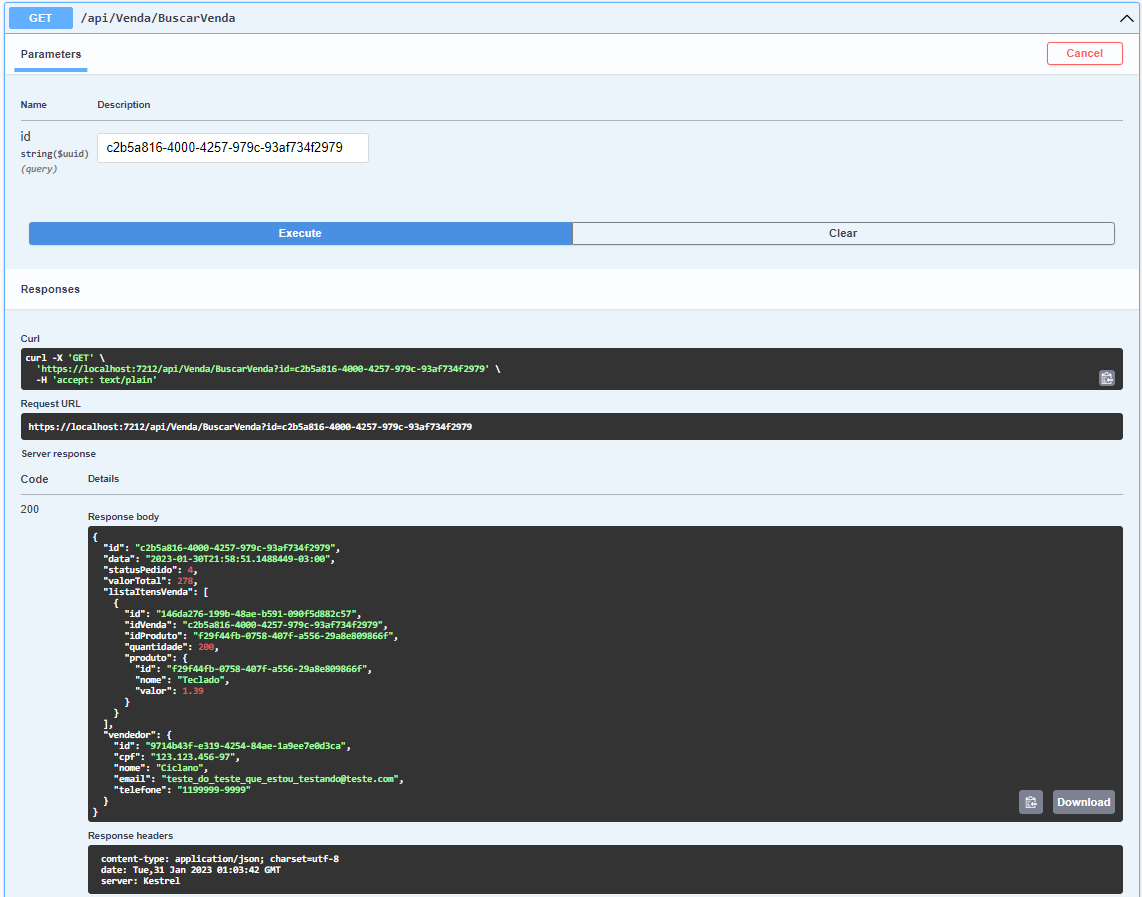 GET /api/Venda/BuscarVenda
Parameters
Cancel
Name Description
id
string($uuid)
(query)
c2b5a816-4000-4257-979c-93af734f2979
Execute Clear
Responses
Curl
curl -X 'GET' \
'https://localhost:7212/api/Venda/BuscarVenda?id=c2b5a816-4000-4257-979c-93af734f2979' \
-H 'accept: text/plain'
Request URL
https://localhost:7212/api/Venda/BuscarVenda?id=c2b5a816-4000-4257-979c-93af734f2979
Server response
Code Details
200
Response body
{
"id": "c2b5a816-4000-4257-979c-93af734f2979",
"data": "2023-01-30T21:58:51.1488449-03:00",
"statusPedido": 4,
"valorTotal": 278,
"listaItensVenda": [
{
"id": "146da276-199b-48ae-b591-090f5d882c57",
"idVenda": "c2b5a816-4000-4257-979c-93af734f2979",
"idProduto": "f29f44fb-0758-407f-a556-29a8e809866f",
"quantidade": 200,
"produto": {
"id": "f29f44fb-0758-407f-a556-29a8e809866f",
"nome": "Teclado",
"valor": 1.39
}
}
],
"vendedor": {
"id": "9714b43f-e319-4254-84ae-1a9ee7e0d3ca",
"cpf": "123.123.456-97",
"nome": "Ciclano",
"email": "teste_do_teste_que_estou_testando@teste.com",
"telefone": "1199999-9999"
}
}
Download
Response headers
content-type: application/json; charset=utf-8
date: Tue,31 Jan 2023 01:03:42 GMT
server: Kestrel